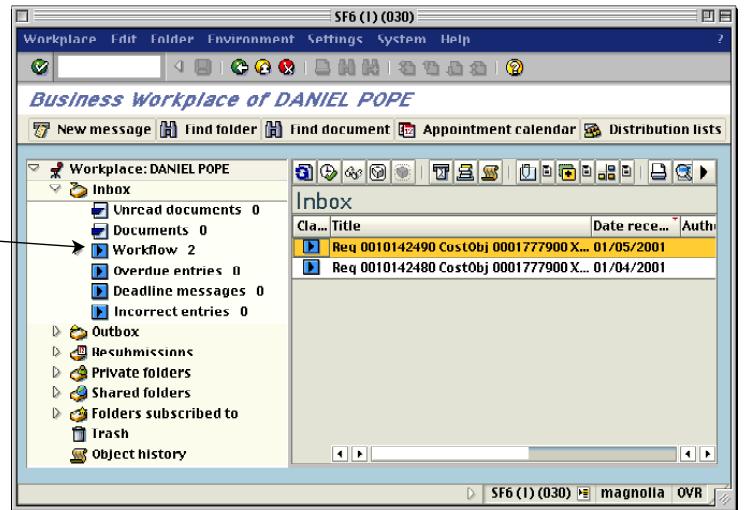 SF6 (1) (030)
Workplace Edit Folder Environment Settings System Help ?
Business Workplace of DANIEL POPE
New message Find folder Find document Appointment calendar Distribution lists
Workplace: DANIEL POPE
Inbox
Unread documents 0
Documents 0
Workflow 2
Overdue entries 0
Deadline messages 0
Incorrect entries 0
Outbox
Resubmissions
Private folders
Shared folders
Folders subscribed to
Trash
Object history
Inbox
Cla... Title Date rece... Autho
Req 0010142490 CostObj 0001777900 X... 01/05/2001
Req 0010142480 CostObj 0001777900 X... 01/04/2001
SF6 (1) (030) magnolia OVR